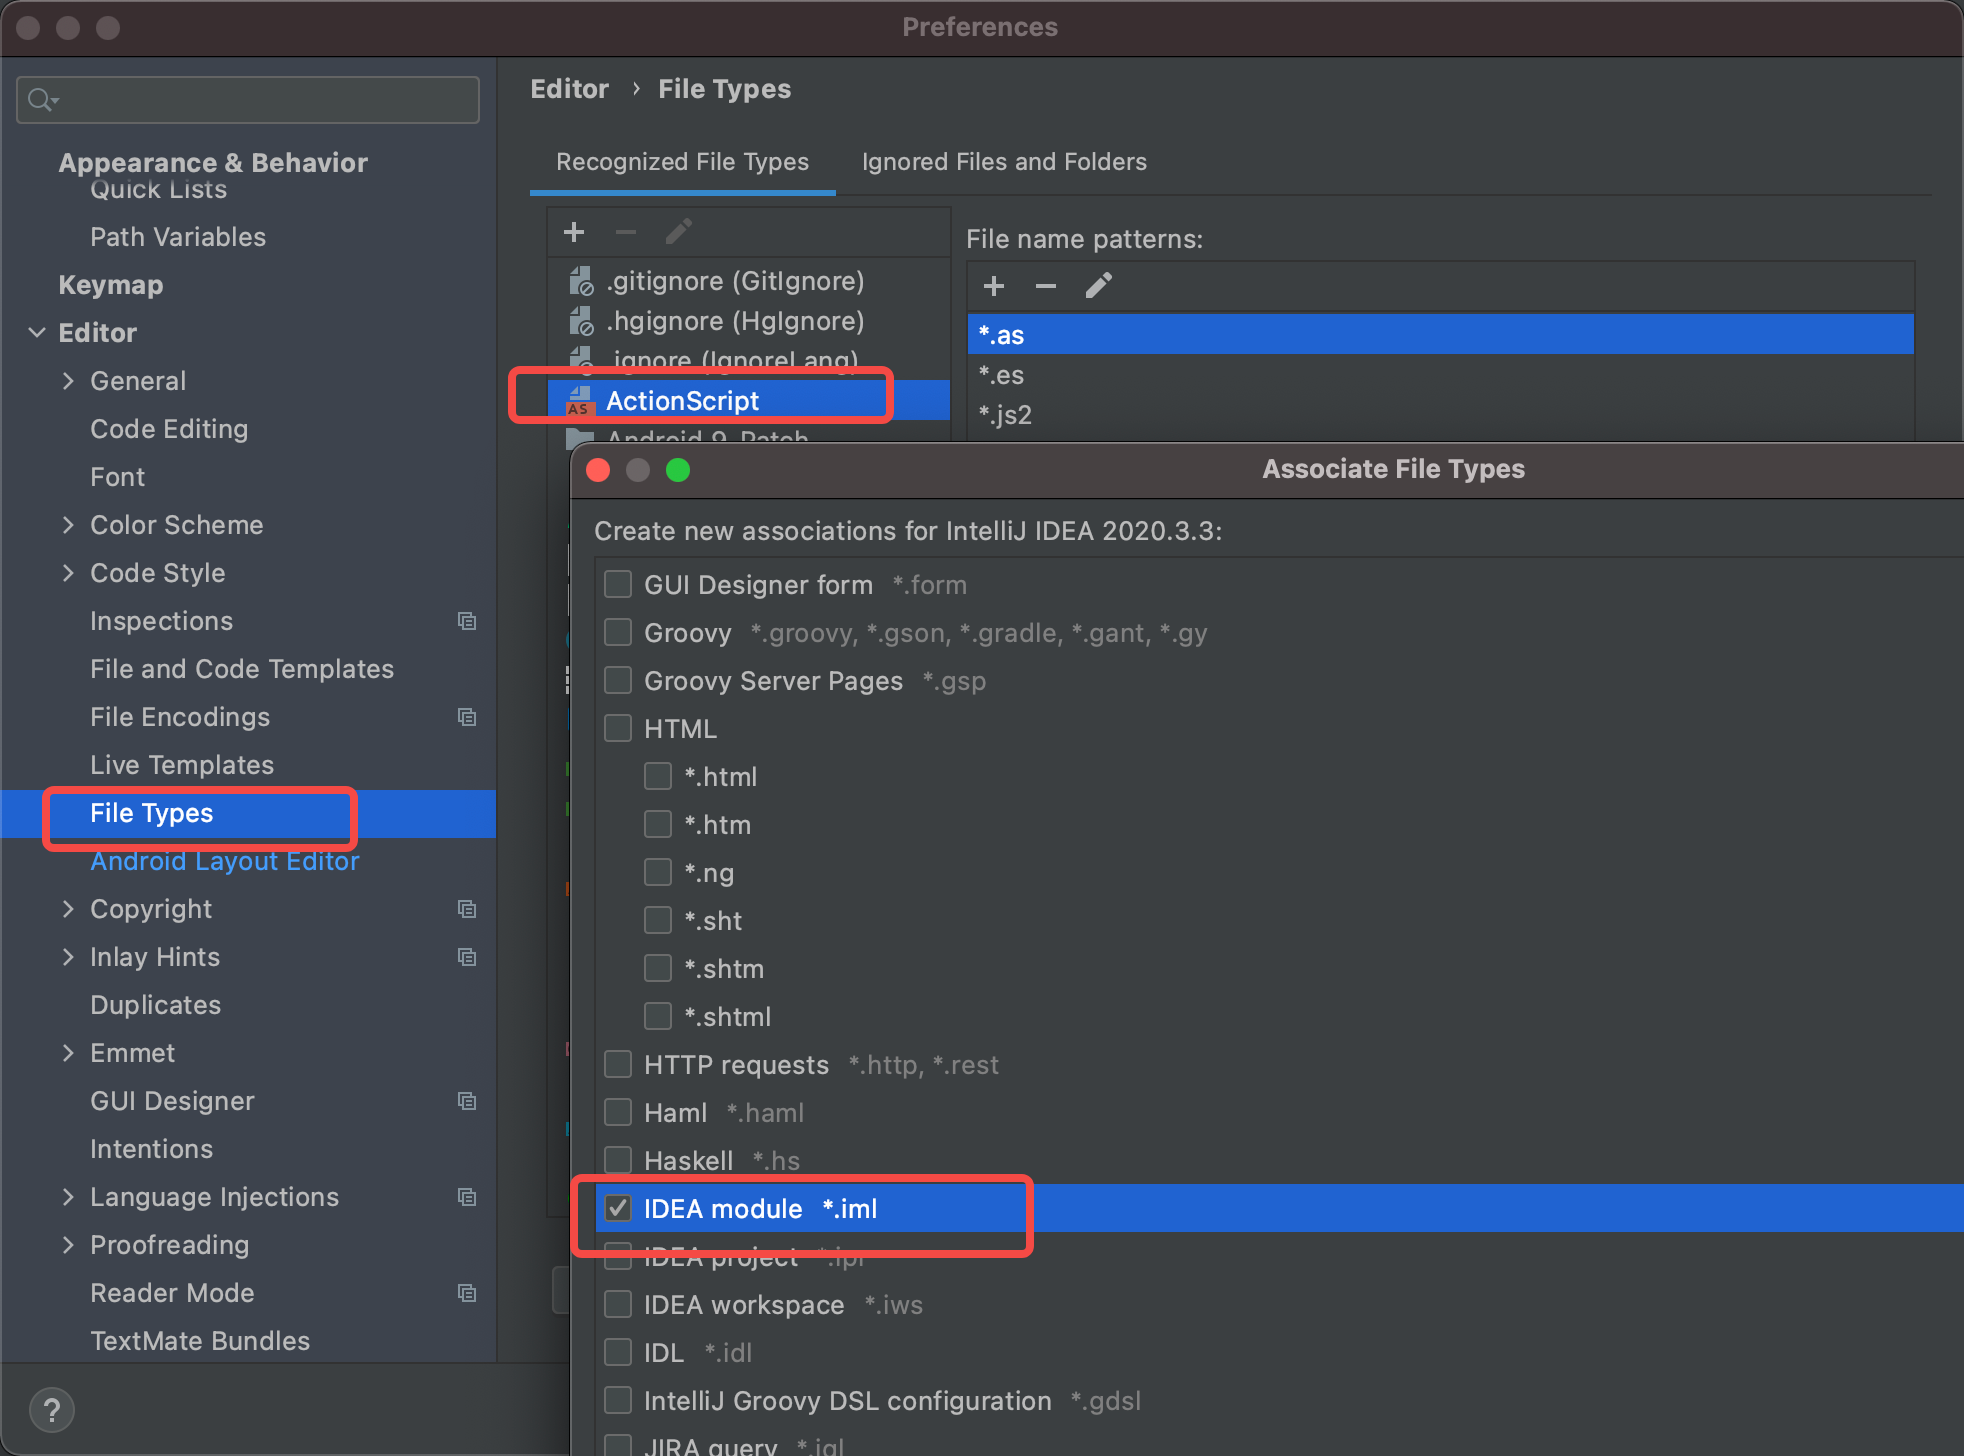 Preferences
Appearance & Behavior
Quick Lists
Path Variables
Keymap
Editor
General
Code Editing
Font
Color Scheme
Code Style
Inspections
File and Code Templates
File Encodings
Live Templates
File Types
Android Layout Editor
Copyright
Inlay Hints
Duplicates
Emmet
GUI Designer
Intentions
Language Injections
Proofreading
Reader Mode
TextMate Bundles
?
Editor › File Types
Recognized File Types
Ignored Files and Folders
.gitignore (GitIgnore)
.hgignore (HgIgnore)
.ignore (IgnoreLang)
AS ActionScript
Android 9-Patch
File name patterns:
*.as
*.es
*.js2
Associate File Types
Create new associations for IntelliJ IDEA 2020.3.3:
GUI Designer form *.form
Groovy *.groovy, *.gson, *.gradle, *.gant, *.gy
Groovy Server Pages *.gsp
HTML
*.html
*.htm
*.ng
*.sht
*.shtm
*.shtml
HTTP requests *.http, *.rest
Haml *.haml
Haskell *.hs
IDEA module *.iml
IDEA project *.ipr
IDEA workspace *.iws
IDL *.idl
IntelliJ Groovy DSL configuration *.gdsl
JIRA query *.jql